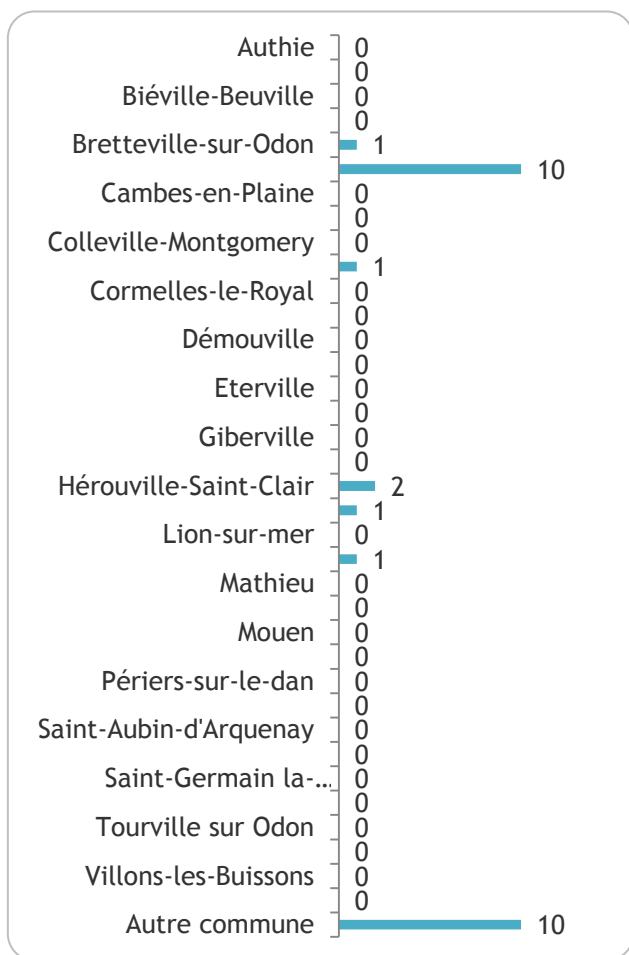 Authie 0
0
Biéville-Beuville 0
0
Bretteville-sur-Odon 1
10
Cambes-en-Plaine 0
0
Colleville-Montgomery 0
1
Cormelles-le-Royal 0
0
Démouville 0
0
Eterville 0
0
Giberville 0
0
Hérouville-Saint-Clair 2
1
Lion-sur-mer 0
1
Mathieu 0
0
Mouen 0
0
Périers-sur-le-dan 0
0
Saint-Aubin-d'Arquenay 0
0
Saint-Germain la-... 0
0
Tourville sur Odon 0
0
Villons-les-Buissons 0
0
Autre commune 10